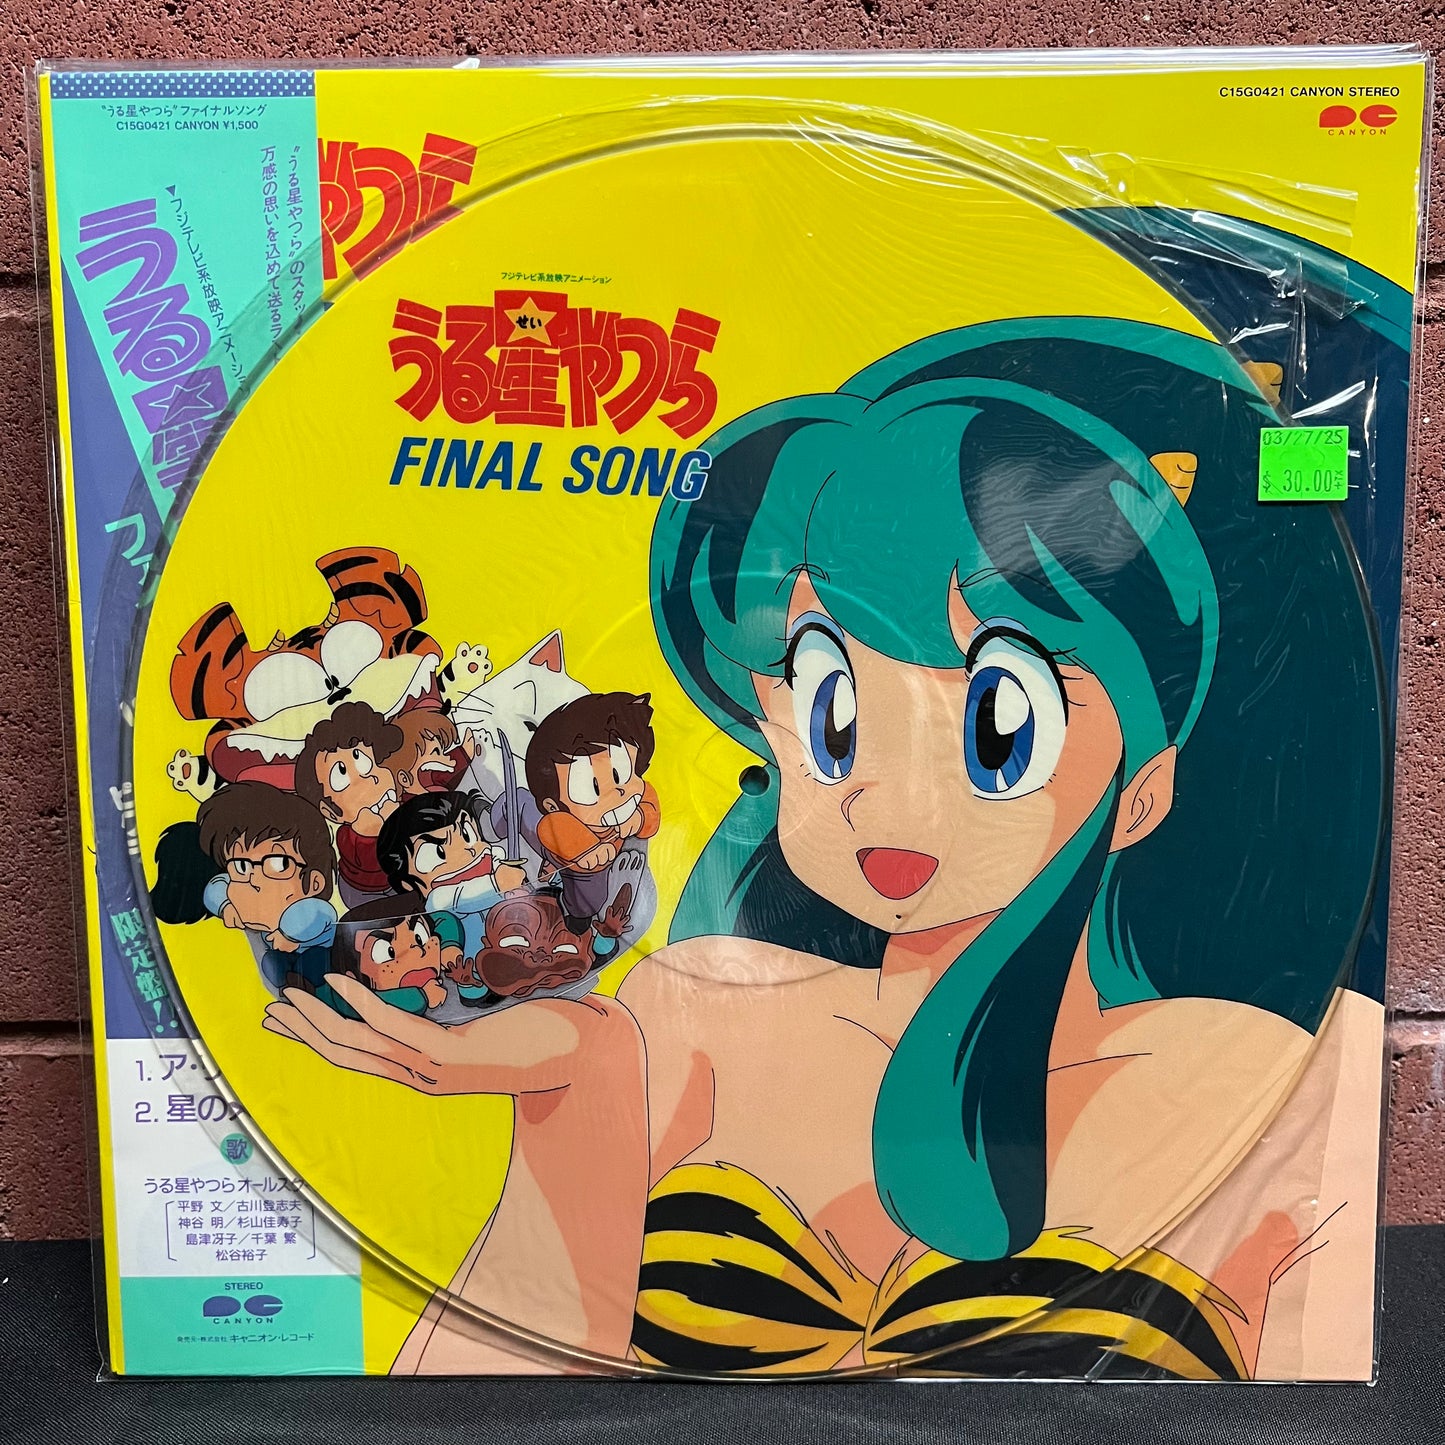 "うる星やつら"ファイナルソング
C15G0421 CANYON ¥1,500
"うる星やつら"のスタッ
万感の思いを込めて送るラ
▼フジテレビ系放映アニメーシ
うる星
ファ
限定盤!!
1. ア・
2. 星の
歌
うる星やつらオールスタ
平野 文/古川登志夫
神谷 明/杉山佳寿子
島津冴子/千葉 繁
松谷裕子
STEREO
CANYON
発売元・株式会社 キャニオン・レコード
やつら
フジテレビ系放映アニメーション
うる星やつら
せい
FINAL SONG
C15G0421 CANYON STEREO
CANYON
03/27/25
$ 30.00